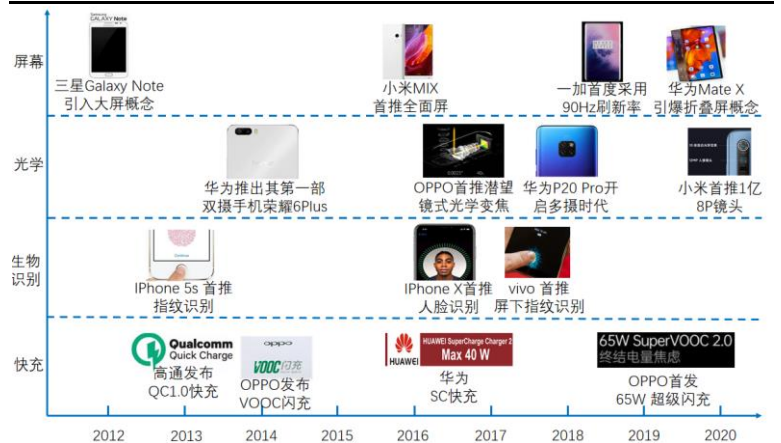 SAMSUNG
GALAXY Note
屏幕
三星Galaxy Note
引入大屏概念
小米MIX
首推全面屏
一加首度采用
90Hz刷新率
华为Mate X
引爆折叠屏概念
光学
华为推出其第一部
双摄手机荣耀6Plus
OPPO首推潜望
镜式光学变焦
华为P20 Pro开
启多摄时代
小米首推1亿
8P镜头
生物
识别
IPhone 5s 首推
指纹识别
IPhone X首推
人脸识别
vivo 首推
屏下指纹识别
快充
Qualcomm
Quick Charge
高通发布
QC1.0快充
oppo
VOOC闪充
OPPO发布
VOOC闪充
HUAWEI
HUAWEI SuperCharge Charger 2
Max 40 W
华为
SC快充
65W SuperVOOC 2.0
终结电量焦虑
OPPO首发
65W 超级闪充
2012
2013
2014
2015
2016
2017
2018
2019
2020